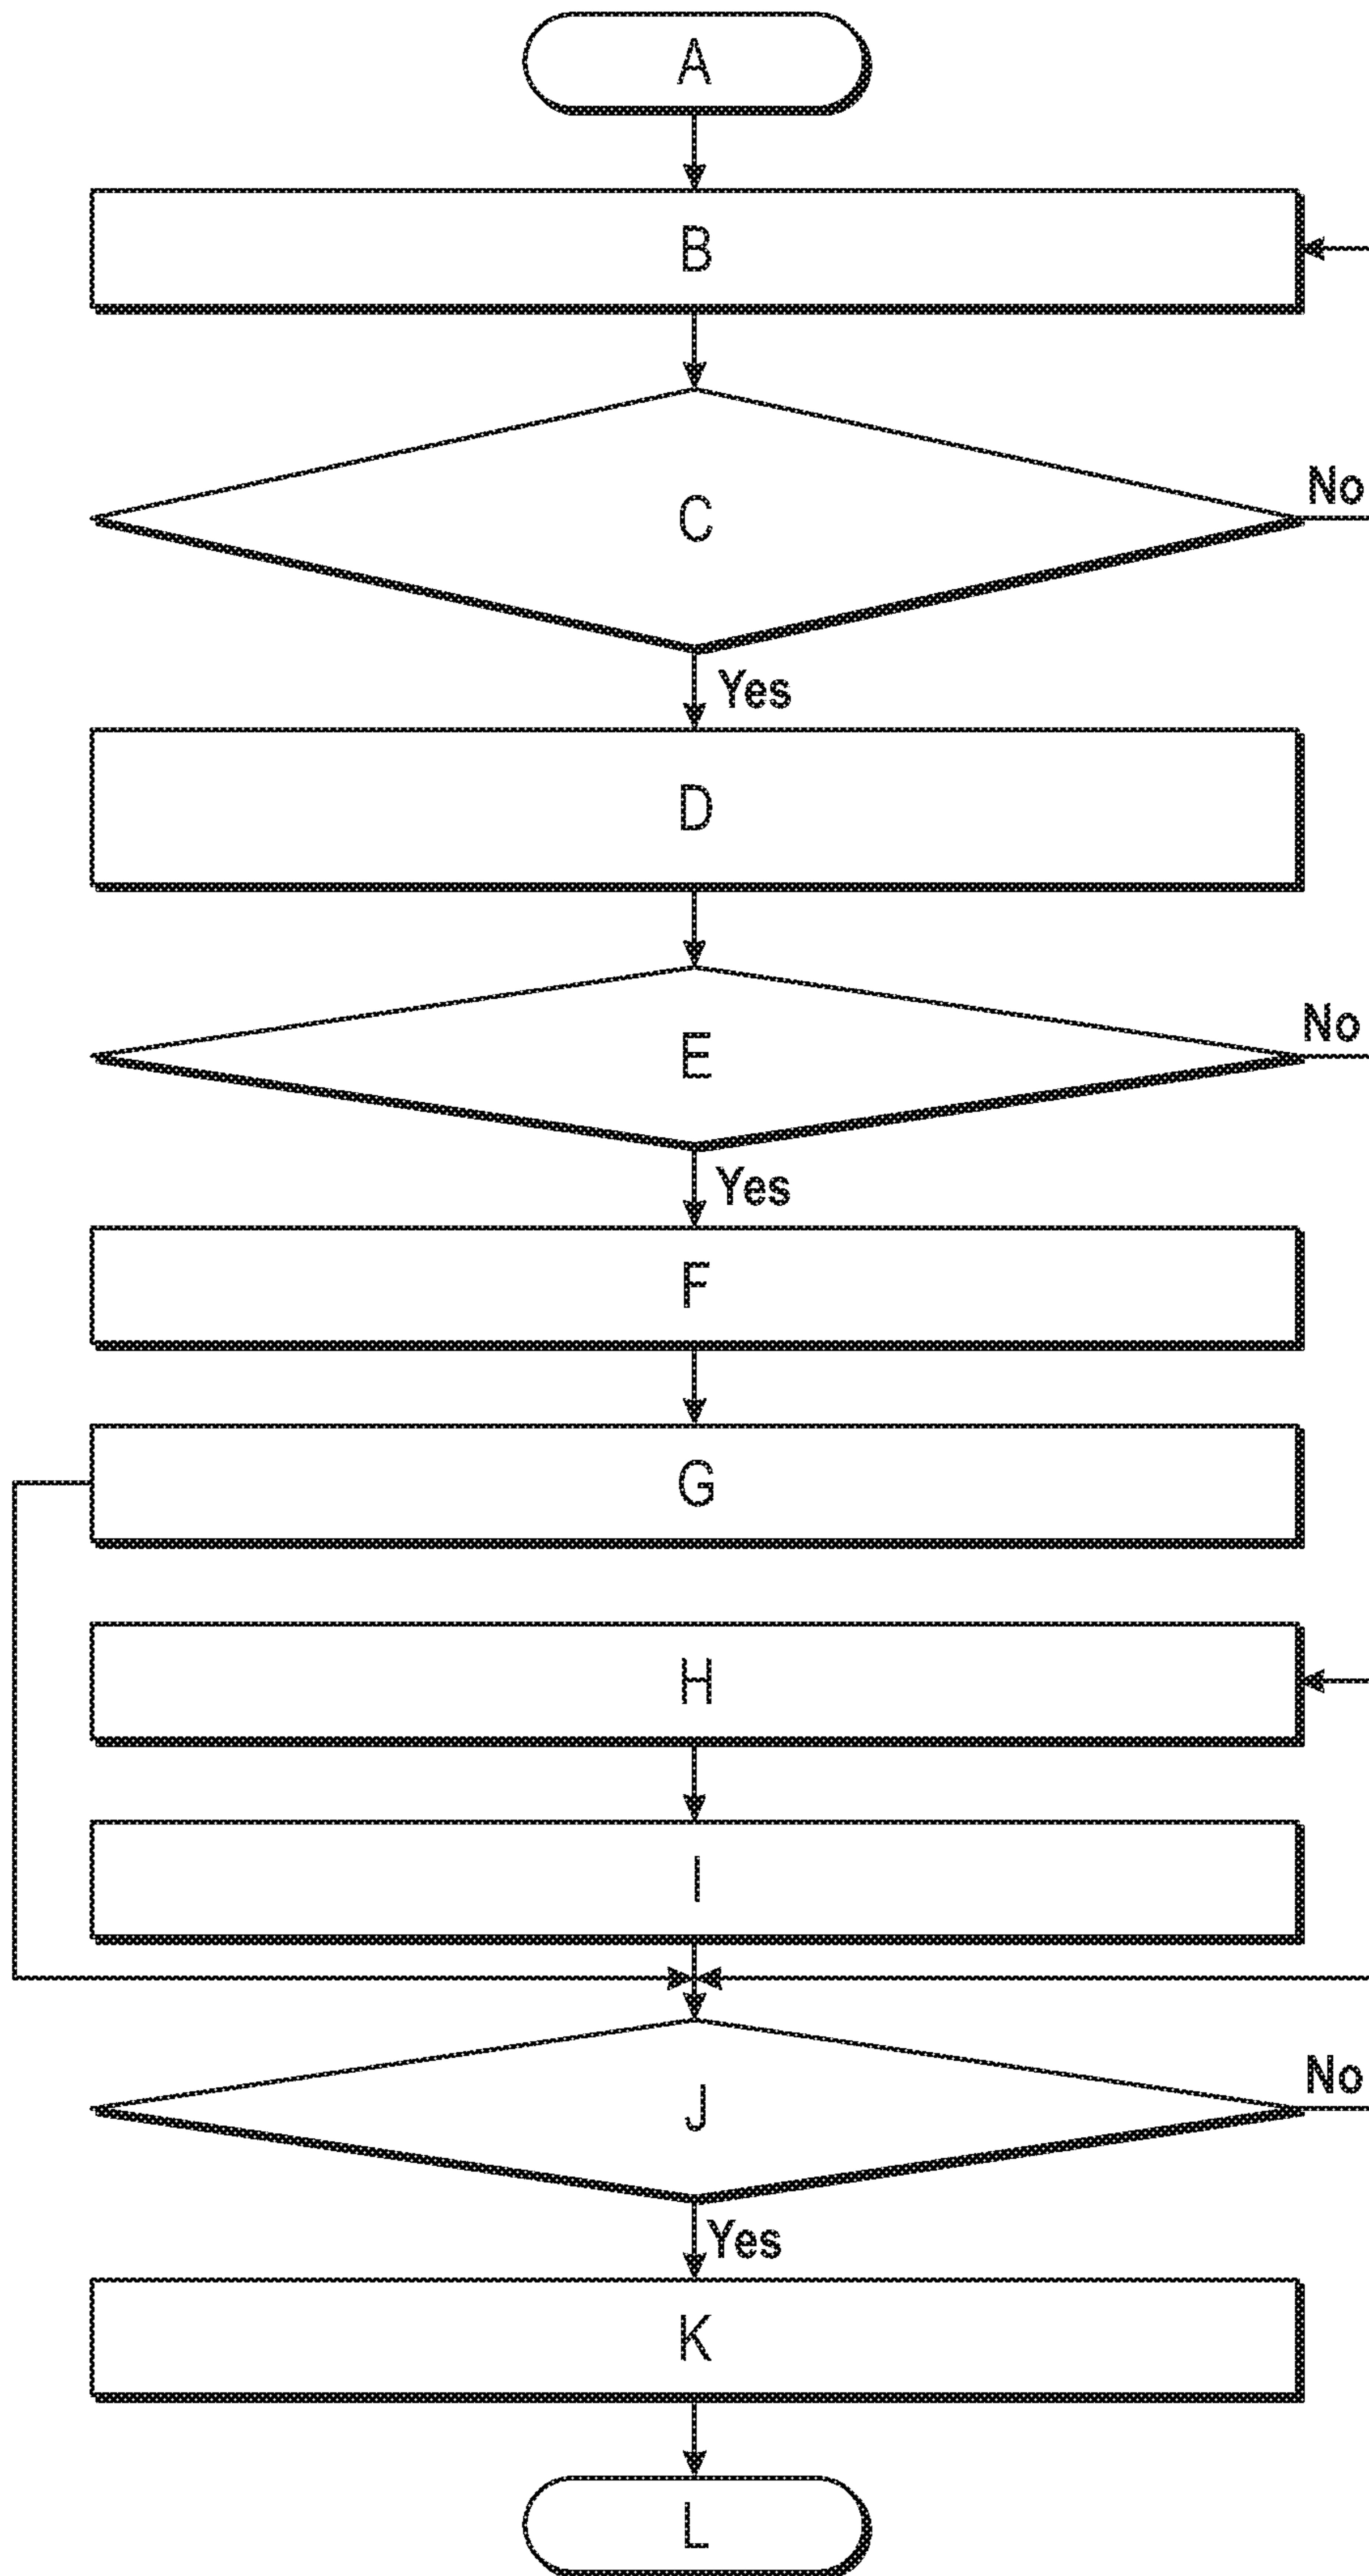 A
B
C
No
Yes
D
E
No
Yes
F
G
H
I
J
No
Yes
K
L